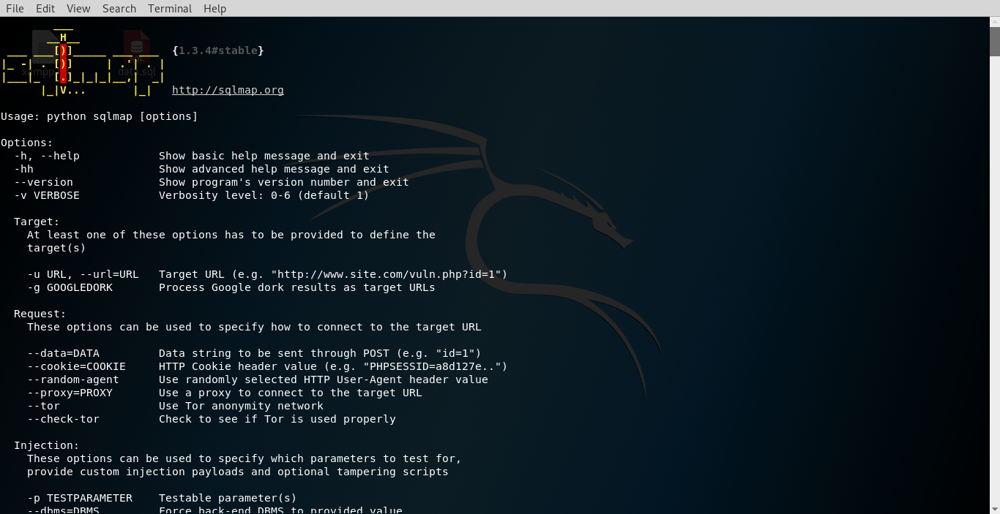 File Edit View Search Terminal Help
        ___
       __H__
 ___ ___[)]_____ ___ ___  {1.3.4#stable}
|_ -| . [)]     | .'| . |
|___|_  [.]_|_|_|__,|  _|
      |_|V...       |_|   http://sqlmap.org
xampp
data.sql
Usage: python sqlmap [options]
Options:
  -h, --help            Show basic help message and exit
  -hh                   Show advanced help message and exit
  --version             Show program's version number and exit
  -v VERBOSE            Verbosity level: 0-6 (default 1)
  Target:
    At least one of these options has to be provided to define the
    target(s)
    -u URL, --url=URL   Target URL (e.g. "http://www.site.com/vuln.php?id=1")
    -g GOOGLEDORK       Process Google dork results as target URLs
  Request:
    These options can be used to specify how to connect to the target URL
    --data=DATA         Data string to be sent through POST (e.g. "id=1")
    --cookie=COOKIE     HTTP Cookie header value (e.g. "PHPSESSID=a8d127e..")
    --random-agent      Use randomly selected HTTP User-Agent header value
    --proxy=PROXY       Use a proxy to connect to the target URL
    --tor               Use Tor anonymity network
    --check-tor         Check to see if Tor is used properly
  Injection:
    These options can be used to specify which parameters to test for,
    provide custom injection payloads and optional tampering scripts
    -p TESTPARAMETER    Testable parameter(s)
    --dbms=DBMS         Force back-end DBMS to provided value